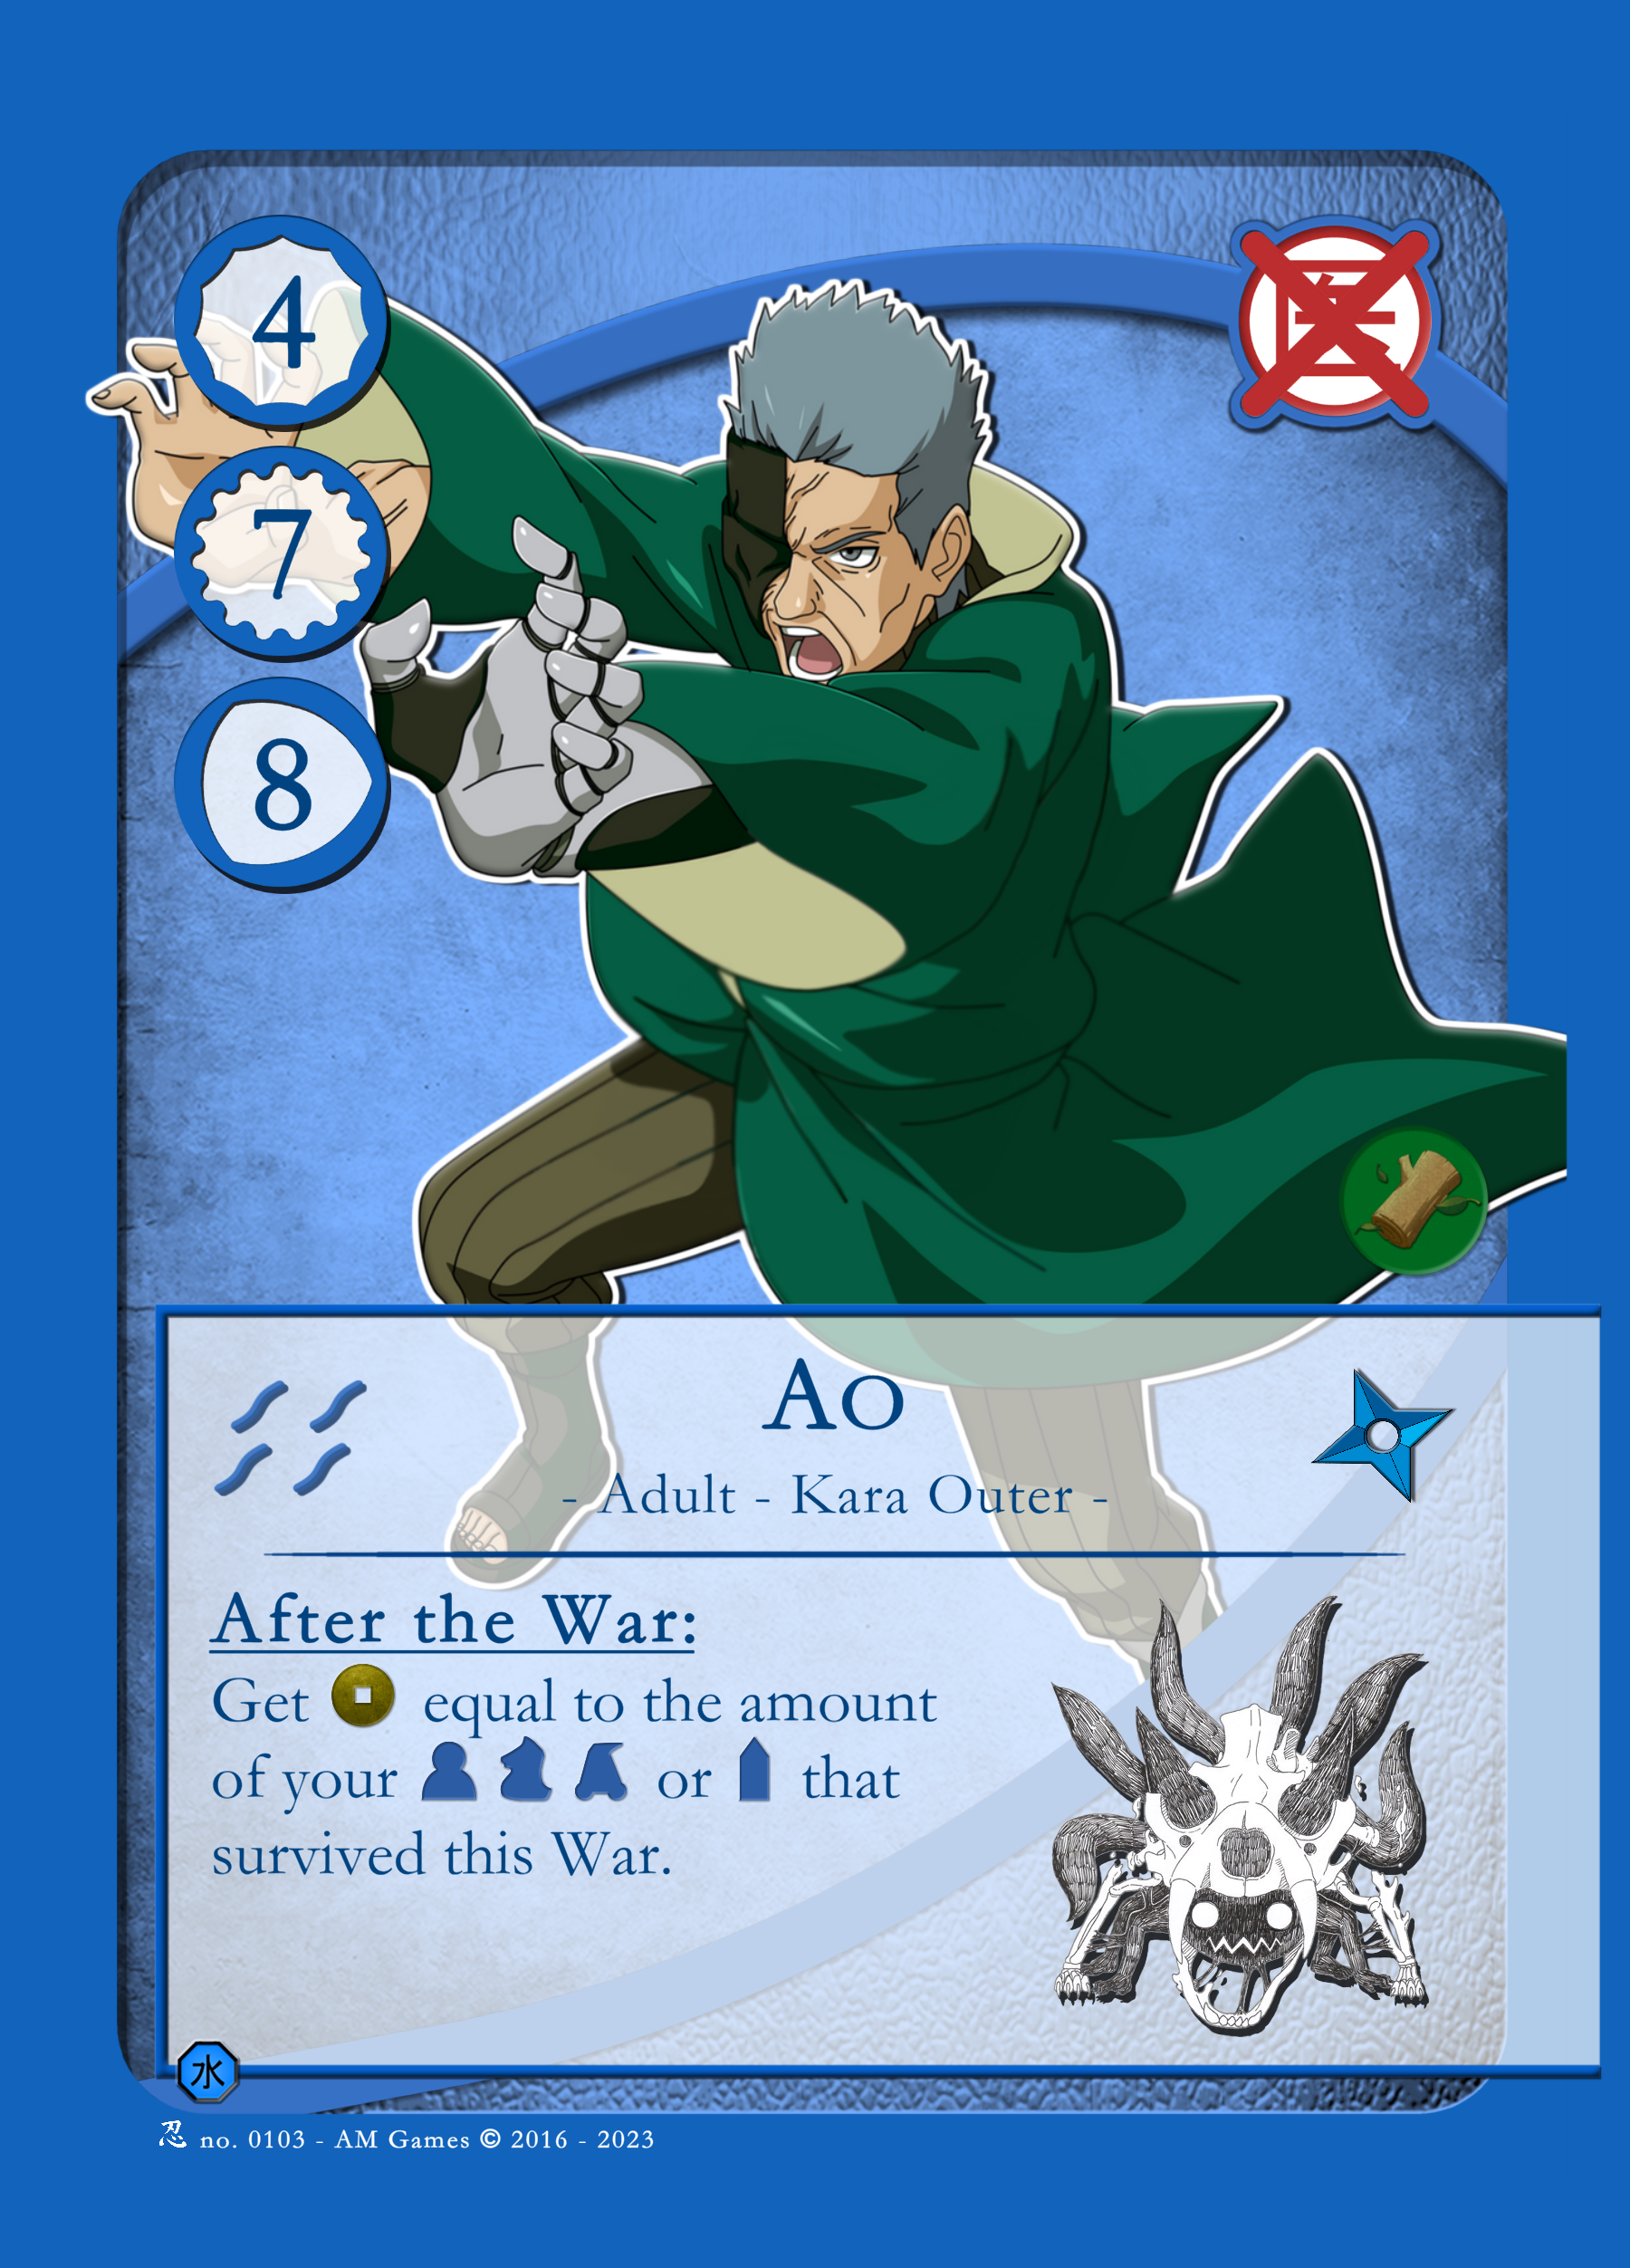 4
医
7
8
Ao
- Adult - Kara Outer -
After the War:
Get equal to the amount
of your or that
survived this War.
水
忍 no. 0103 - AM Games © 2016 - 2023